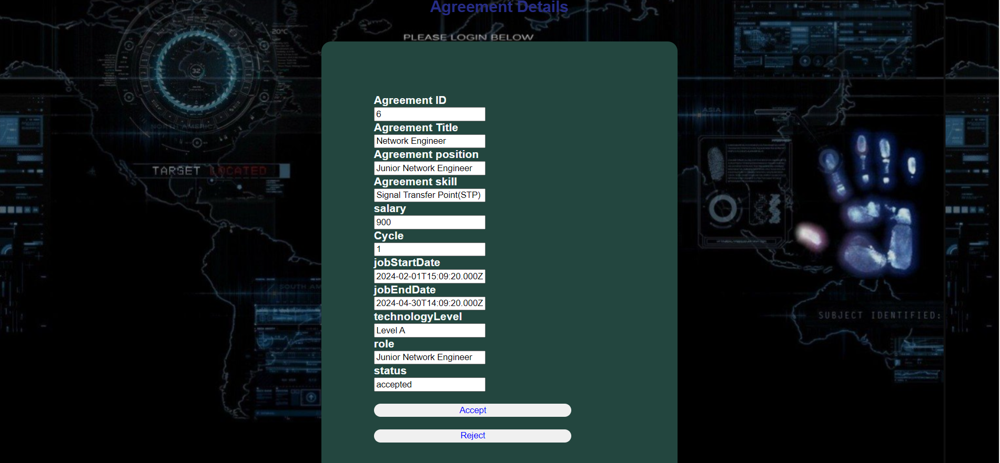 Agreement Details
20°C
PLEASE LOGIN BELOW
32
Agreement ID
6
ASIA
Agreement Title
NORTH AMERICA
Network Engineer
Agreement position
Junior Network Engineer
TARGET LOCATED
Agreement skill
Signal Transfer Point(STP)
salary
900
Cycle
1
jobStartDate
2024-02-01T15:09:20.000Z
SOUTH AM
jobEndDate
2024-04-30T14:09:20.000Z
technologyLevel
SUBJECT IDENTIFIED:
Level A
role
Junior Network Engineer
status
accepted
Accept
Reject